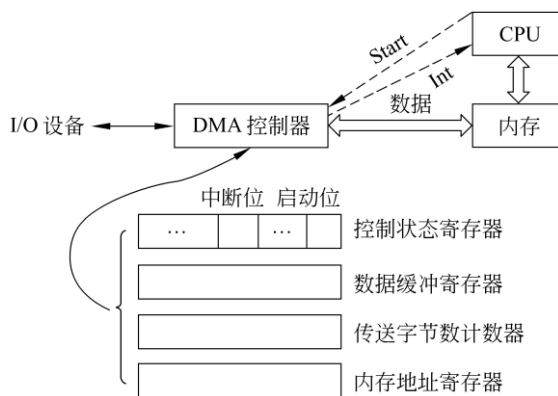 CPU
Start
Int
I/O 设备
DMA 控制器
数据
内存
中断位 启动位
… … 控制状态寄存器
数据缓冲寄存器
传送字节数计数器
内存地址寄存器